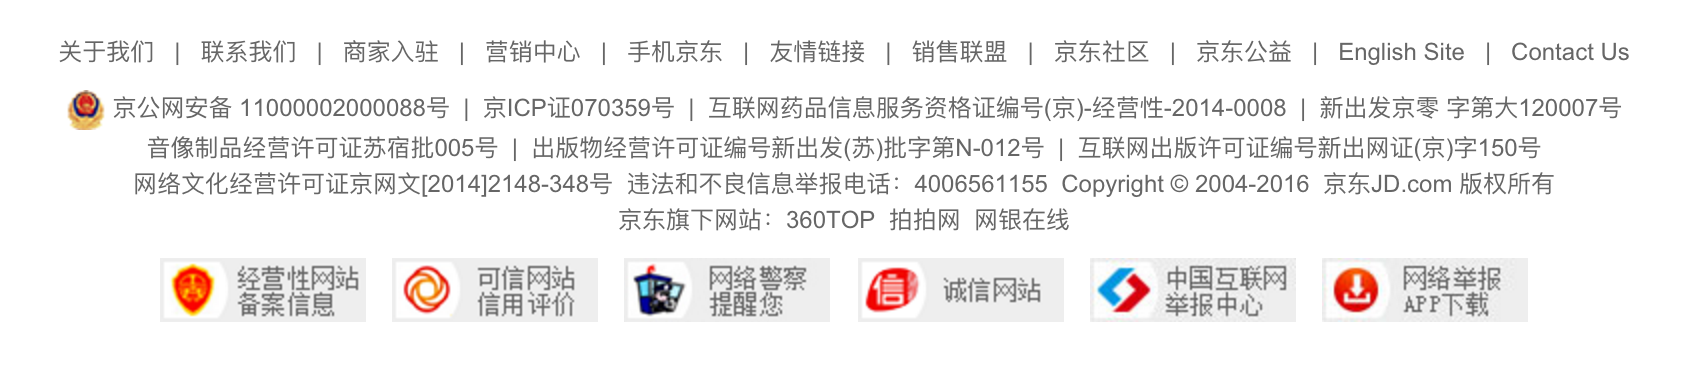 关于我们 | 联系我们 | 商家入驻 | 营销中心 | 手机京东 | 友情链接 | 销售联盟 | 京东社区 | 京东公益 | English Site | Contact Us
京公网安备 11000002000088号 | 京ICP证070359号 | 互联网药品信息服务资格证编号(京)-经营性-2014-0008 | 新出发京零 字第大120007号
音像制品经营许可证苏宿批005号 | 出版物经营许可证编号新出发(苏)批字第N-012号 | 互联网出版许可证编号新出网证(京)字150号
网络文化经营许可证京网文[2014]2148-348号 违法和不良信息举报电话：4006561155 Copyright © 2004-2016 京东JD.com 版权所有
京东旗下网站：360TOP 拍拍网 网银在线
经营性网站
备案信息
可信网站
信用评价
网络警察
提醒您
信
诚信网站
中国互联网
举报中心
网络举报
APP下载